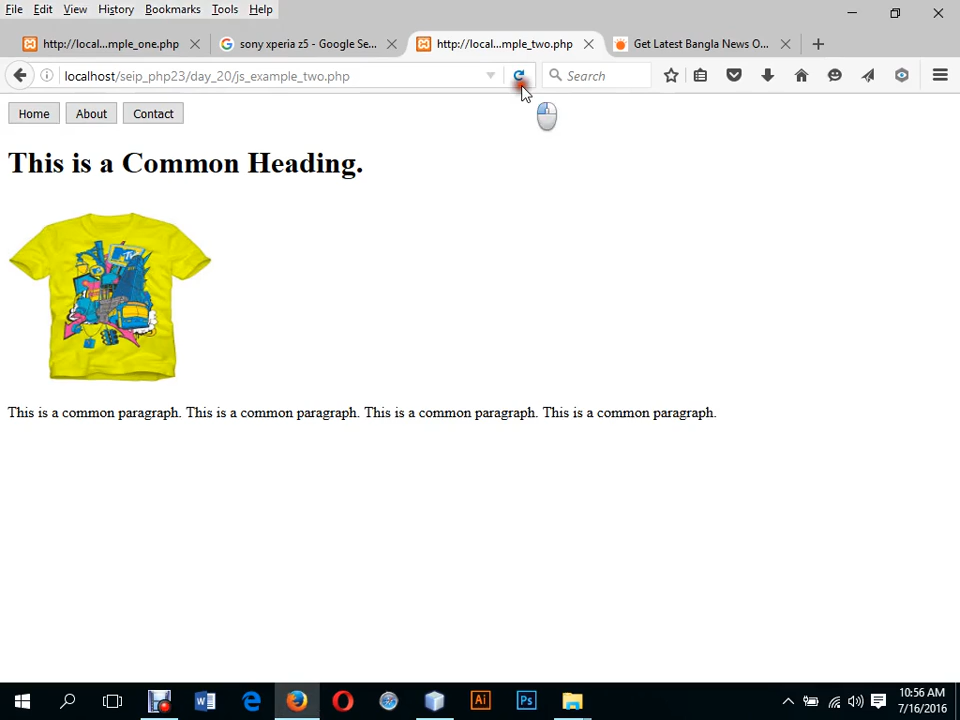 File Edit View History Bookmarks Tools Help
http://local...mple_one.php
sony xperia z5 - Google Se...
http://local...mple_two.php
Get Latest Bangla News O...
localhost/seip_php23/day_20/js_example_two.php
Search
Home
About
Contact
This is a Common Heading.
MTV
This is a common paragraph. This is a common paragraph. This is a common paragraph. This is a common paragraph.
Ai
Ps
10:56 AM
7/16/2016